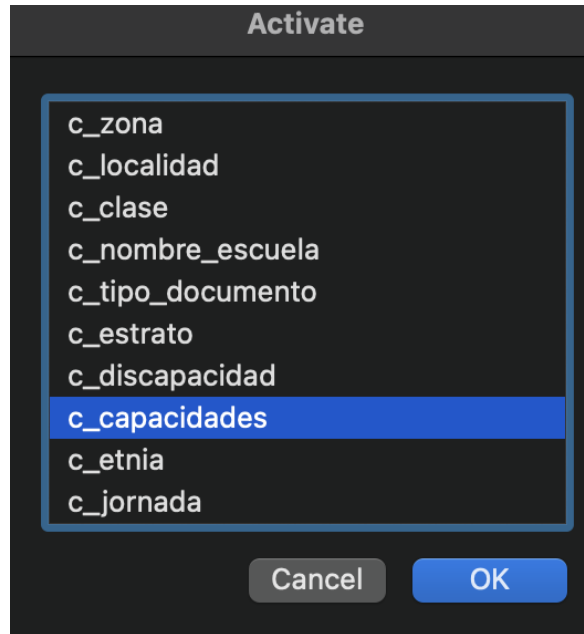 Activate
c_zona
c_localidad
c_clase
c_nombre_escuela
c_tipo_documento
c_estrato
c_discapacidad
c_capacidades
c_etnia
c_jornada
Cancel OK